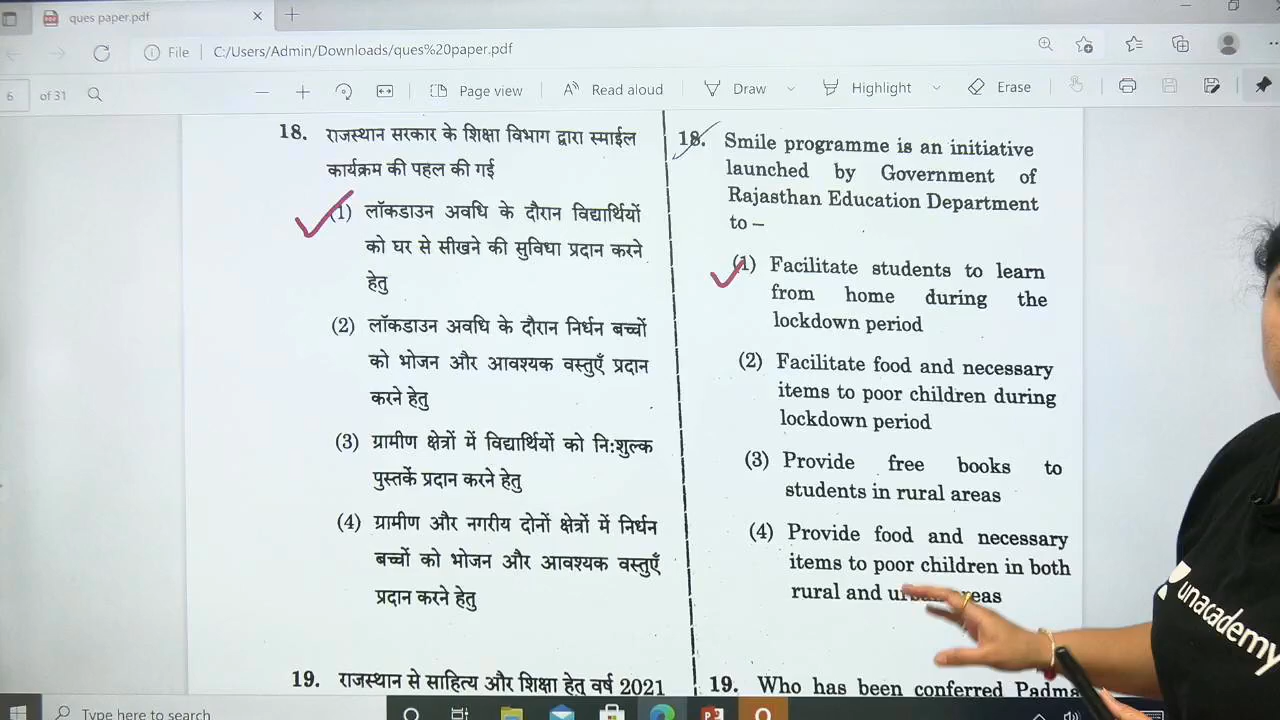 ques paper.pdf
File
C:/Users/Admin/Downloads/ques%20paper.pdf
6 of 31
Page view
Read aloud
Draw
Highlight
Erase
18. राजस्थान सरकार के शिक्षा विभाग द्वारा स्माईल
कार्यक्रम की पहल की गई
(1) लॉकडाउन अवधि के दौरान विद्यार्थियों
को घर से सीखने की सुविधा प्रदान करने
हेतु
(2) लॉकडाउन अवधि के दौरान निर्धन बच्चों
को भोजन और आवश्यक वस्तुएँ प्रदान
करने हेतु
(3) ग्रामीण क्षेत्रों में विद्यार्थियों को नि:शुल्क
पुस्तकें प्रदान करने हेतु
(4) ग्रामीण और नगरीय दोनों क्षेत्रों में निर्धन
बच्चों को भोजन और आवश्यक वस्तुएँ
प्रदान करने हेतु
19. राजस्थान से साहित्य और शिक्षा हेतु वर्ष 2021
18. Smile programme is an initiative
launched by Government of
Rajasthan Education Department
to –
(1) Facilitate students to learn
from home during the
lockdown period
(2) Facilitate food and necessary
items to poor children during
lockdown period
(3) Provide free books to
students in rural areas
(4) Provide food and necessary
items to poor children in both
rural and areas
19. Who has been conferred Padma
unacademy
Type here to search